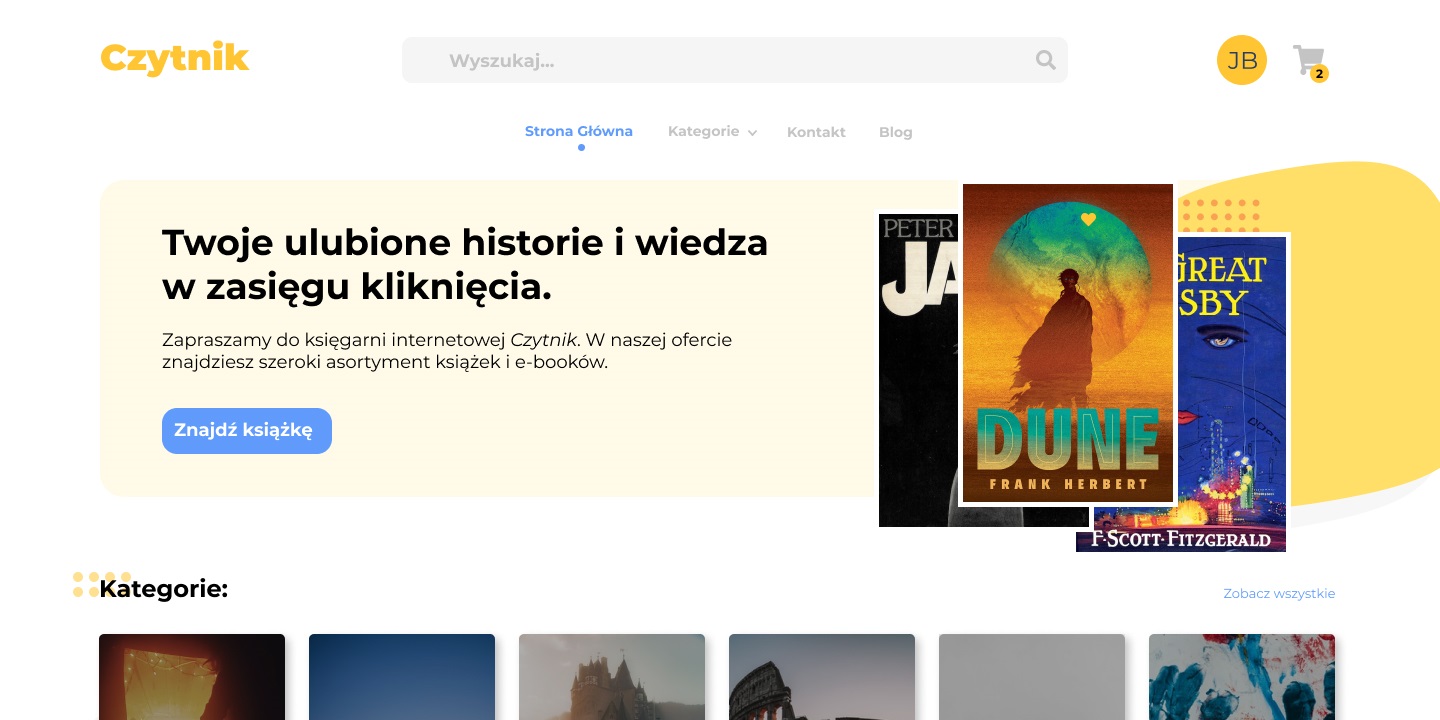 Czytnik
Wyszukaj...
JB
2
Strona Główna
Kategorie
Kontakt
Blog
Twoje ulubione historie i wiedza
w zasięgu kliknięcia.
Zapraszamy do księgarni internetowej Czytnik. W naszej ofercie
znajdziesz szeroki asortyment książek i e-booków.
Znajdź książkę
PETER
JA
DUNE
FRANK HERBERT
GREAT
SBY
F·SCOTT·FITZGERALD
Kategorie:
Zobacz wszystkie